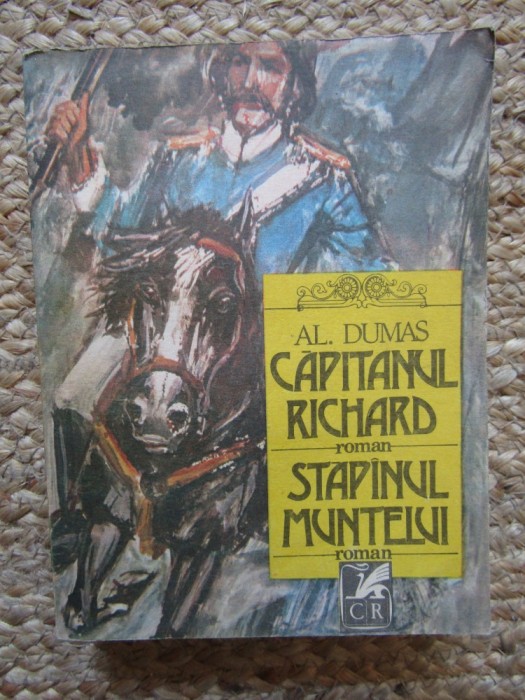 AL. DUMAS
CĂPITANUL
RICHARD
roman
STAPÎNUL
MUNTELUI
roman
CR